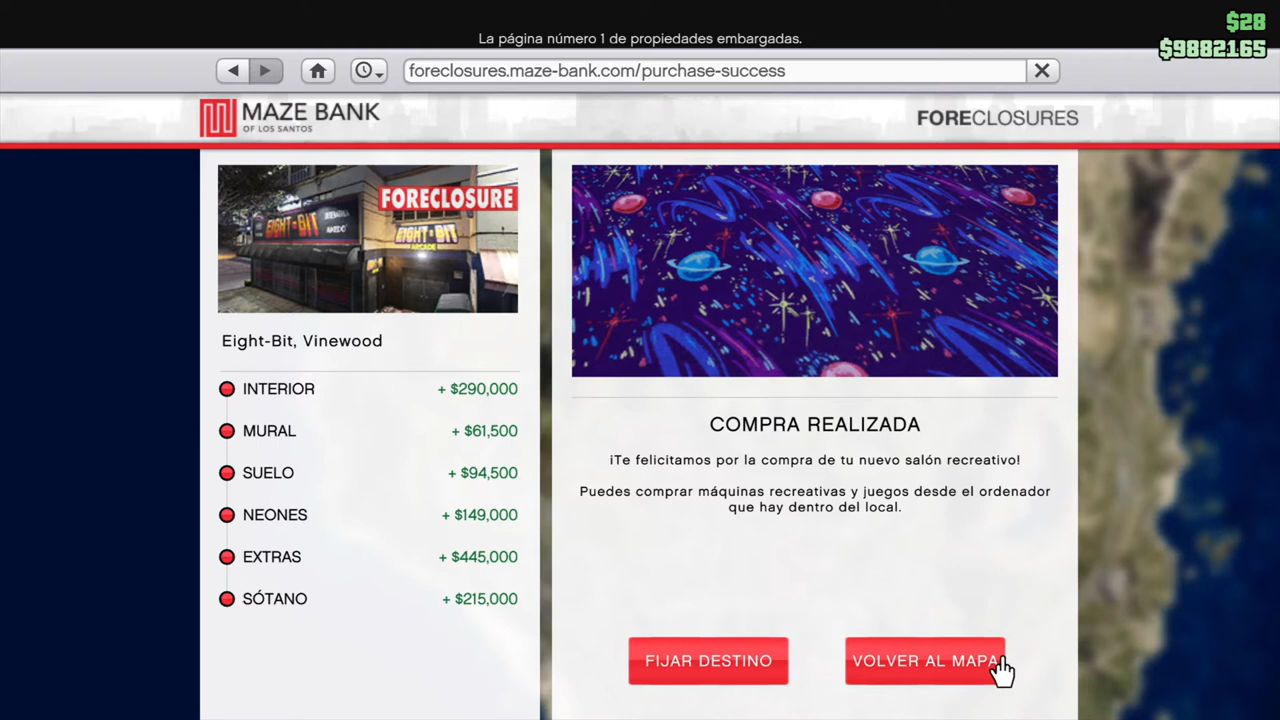 $28
$9882165
La página número 1 de propiedades embargadas.
foreclosures.maze-bank.com/purchase-success
MAZE BANK
OF LOS SANTOS
FORECLOSURES
FORECLOSURE
EIGHT-BIT
EIGHT-BIT
ARCADE
Eight-Bit, Vinewood
INTERIOR + $290,000
MURAL + $61,500
SUELO + $94,500
NEONES + $149,000
EXTRAS + $445,000
SÓTANO + $215,000
COMPRA REALIZADA
¡Te felicitamos por la compra de tu nuevo salón recreativo!
Puedes comprar máquinas recreativas y juegos desde el ordenador
que hay dentro del local.
FIJAR DESTINO
VOLVER AL MAPA